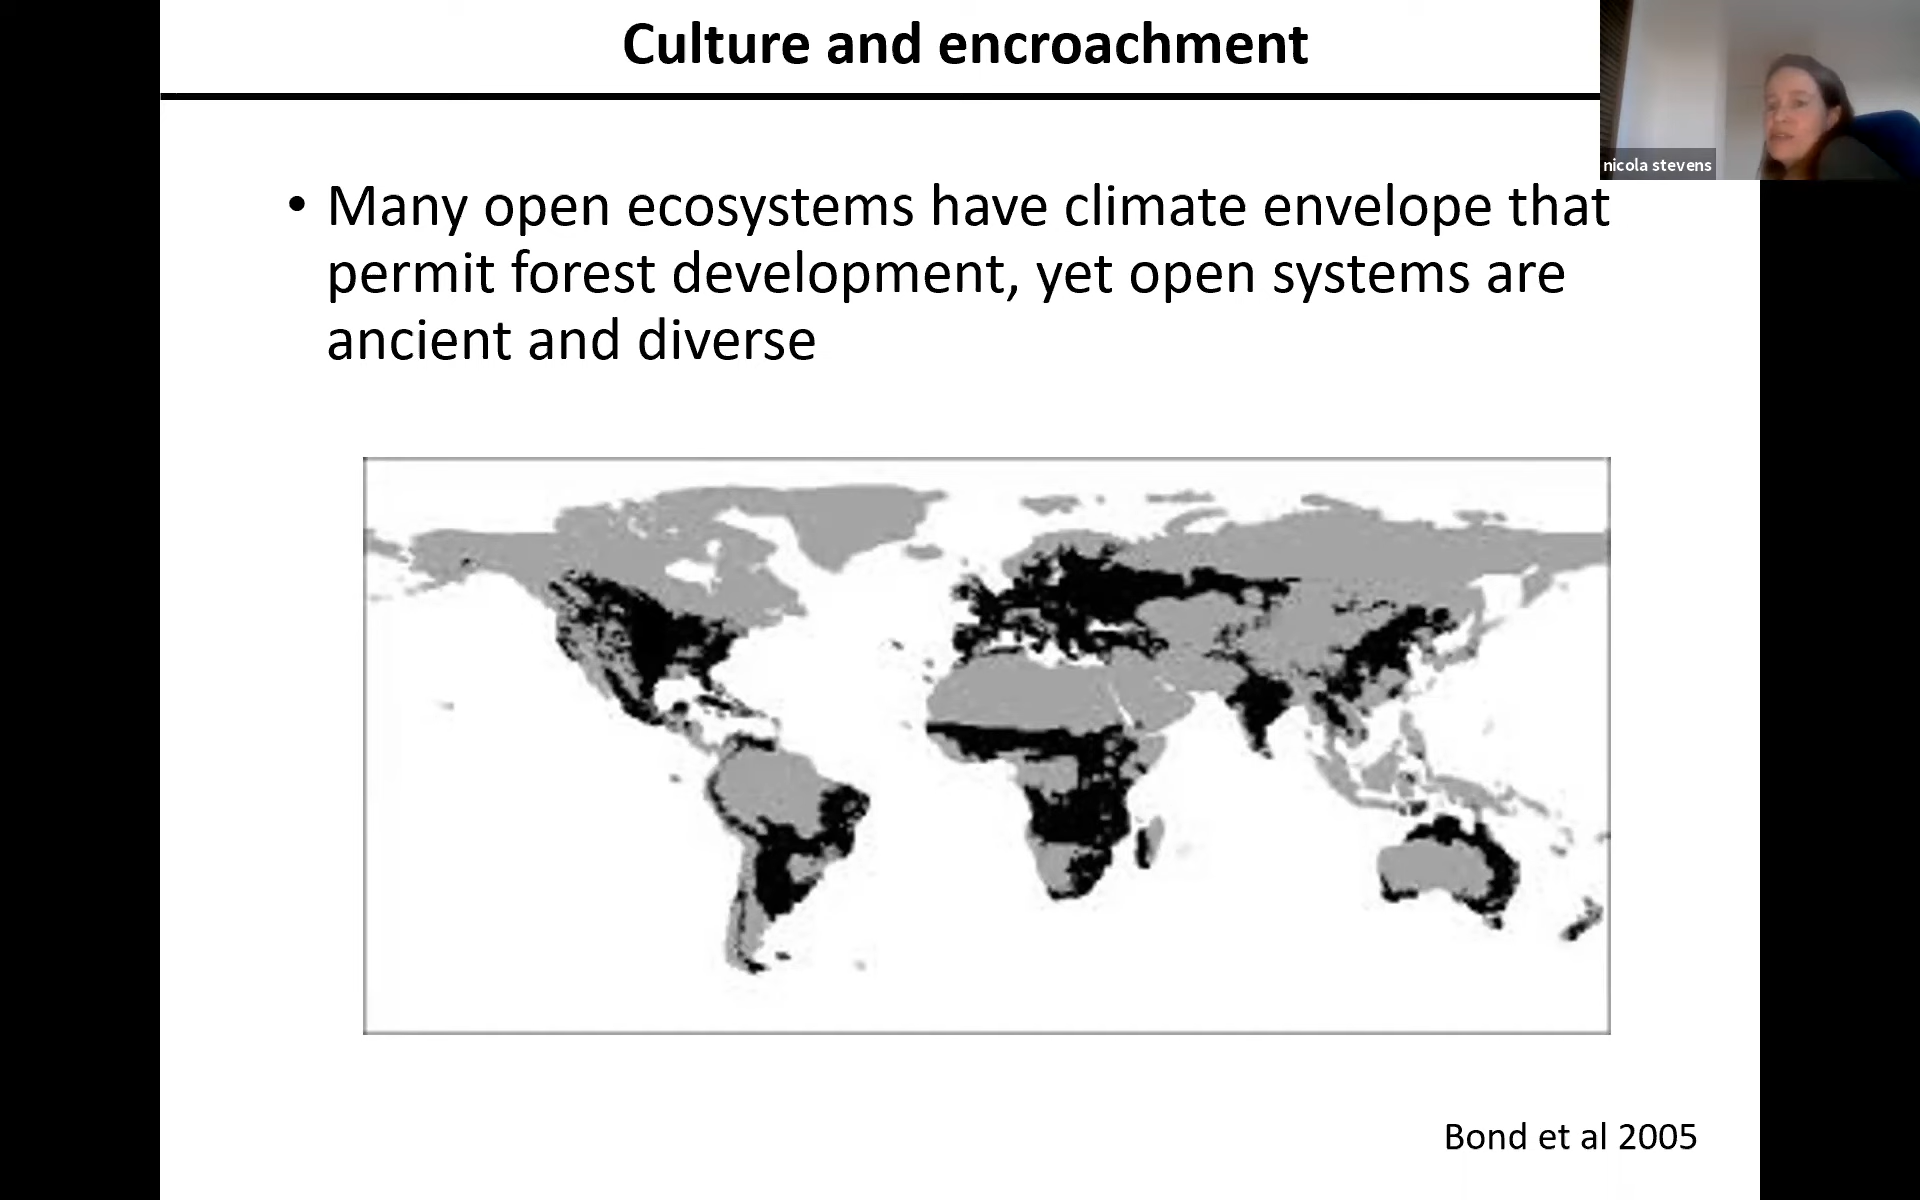 Culture and encroachment
nicola stevens
• Many open ecosystems have climate envelope that
permit forest development, yet open systems are
ancient and diverse
Bond et al 2005